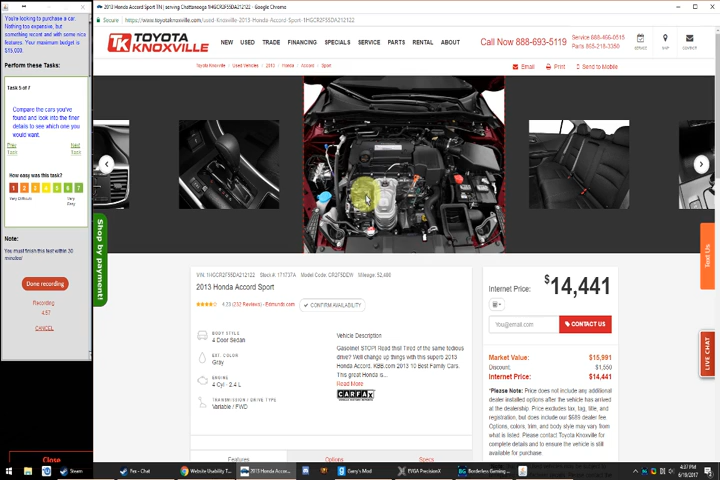 You're looking to purchase a car.
Nothing too expensive, but
something recent and with some nice
features. Your maximum budget is
$15,000.
Perform these Tasks:
Task 5 of 7
Compare the cars you've
found and look into the finer
details to see which one you
would want.
Prev Task
Next Task
How easy was this task?
1 2 3 4 5 6 7
Very Difficult
Very Easy
Note:
You must finish this test within 30
minutes!
Done recording
Recording
4:57
CANCEL
Close
2013 Honda Accord Sport TN | serving Chattanooga 1HGCR2F55DA212122 - Google Chrome
Secure https://www.toyotaknoxville.com/used-Knoxville-2013-Honda-Accord-Sport-1HGCR2F55DA212122
TOYOTA
KNOXVILLE
NEW USED TRADE FINANCING SPECIALS SERVICE PARTS RENTAL ABOUT
Call Now 888-693-5119
Service 888-466-0515
Parts 855-218-3350
SERVICE MAP CONTACT
Toyota Knoxville Used Vehicles 2013 Honda Accord Sport
Email Print Send to Mobile
Shop by payment!
Text Us
LIVE CHAT
VIN: 1HGCR2F55DA212122 Stock #: 171737A Model Code: CR2F5DEW Mileage: 52,486
2013 Honda Accord Sport
4.23 (232 Reviews) - Edmunds.com
CONFIRM AVAILABILITY
BODY STYLE
4 Door Sedan
EXT. COLOR
Gray
ENGINE
4 Cyl - 2.4 L
TRANSMISSION / DRIVE TYPE
Variable / FWD
Vehicle Description
Gasoline! STOP! Read this! Tired of the same tedious
drive? We'll change up things with this superb 2013
Honda Accord. KBB.com 2013 10 Best Family Cars.
This great Honda is...
Read More
CARFAX
Features Options Specs
Internet Price: $14,441
You@email.com
CONTACT US
Market Value: $15,991
Discount: $1,550
Internet Price: $14,441
*Please Note: Price does not include any additional
dealer installed options after the vehicle has arrived
at the dealership. Price excludes tax, tag, title, and
registration, but does include our $689 dealer fee.
Options, colors, trim, and body style may vary from
what is listed. Please contact Toyota Knoxville for
complete details and to ensure the vehicle is still
available.
Steam
Fex - Chat
Website Usability T...
2013 Honda Accor...
Garry's Mod
EVGA PrecisionX
Borderless Gaming ...
4:07 PM
6/19/2017